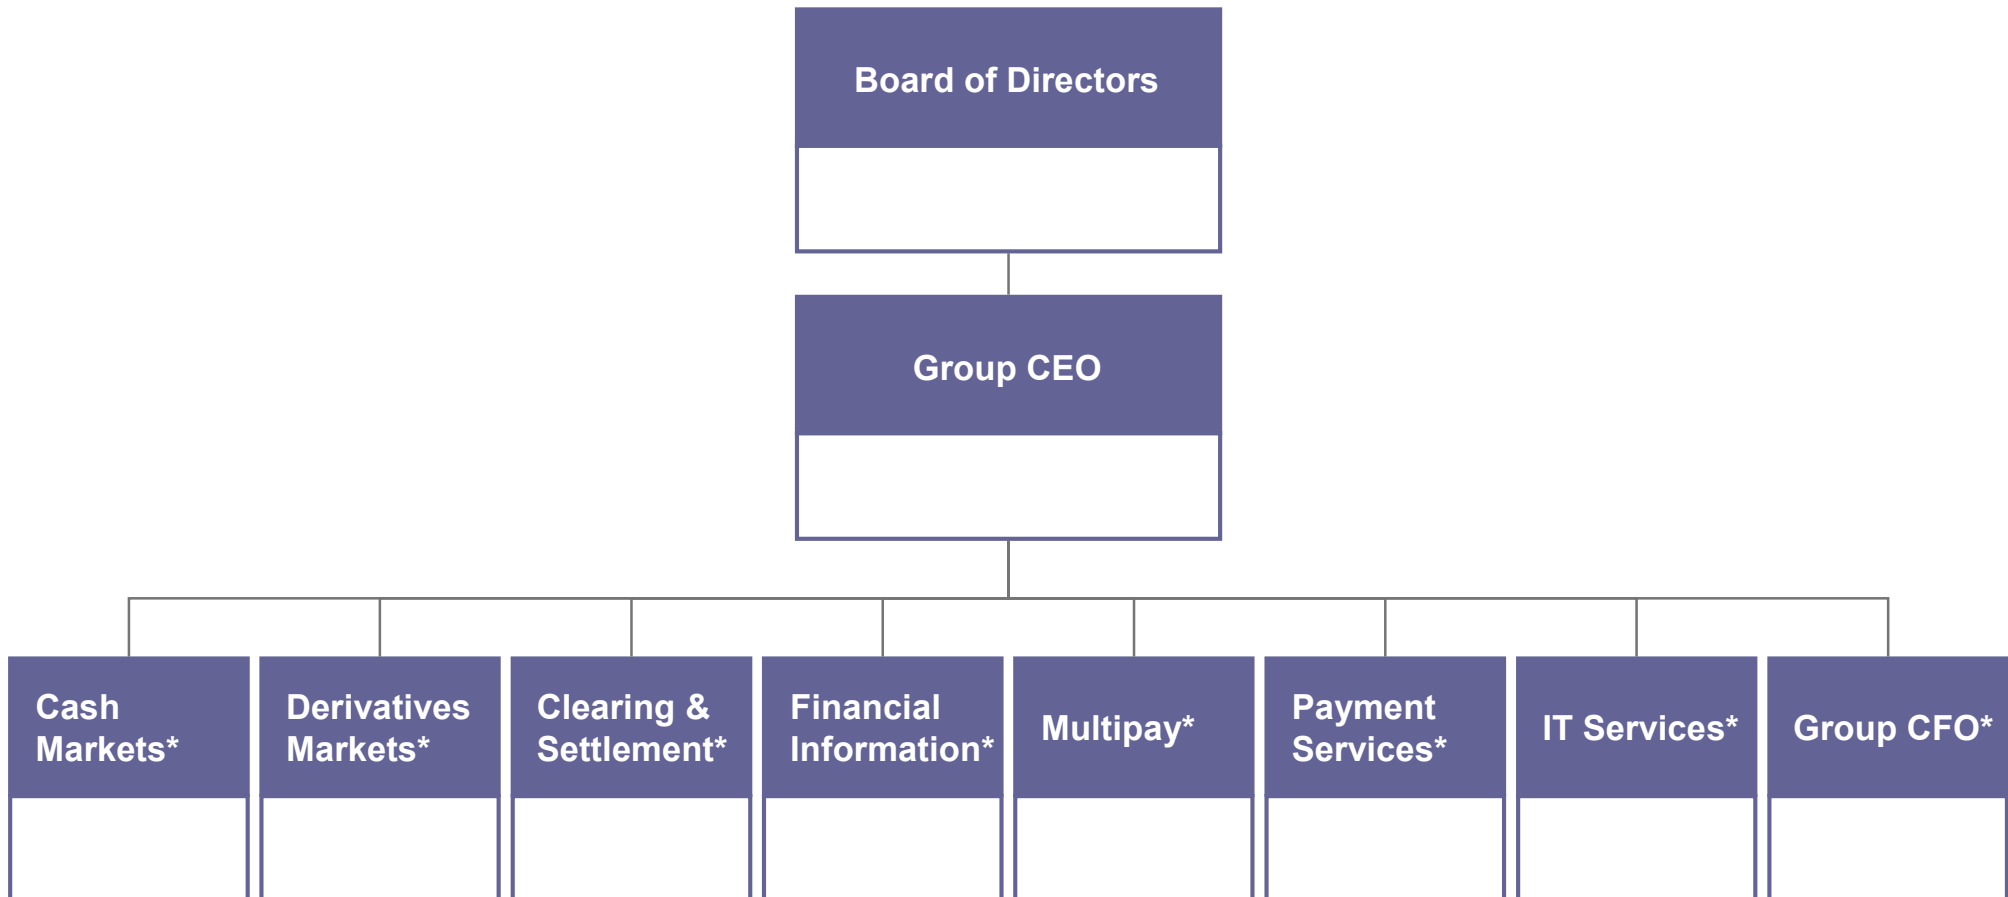 Board of Directors
Group CEO
Cash
Markets*
Derivatives
Markets*
Clearing &
Settlement*
Financial
Information*
Multipay*
Payment
Services*
IT Services*
Group CFO*